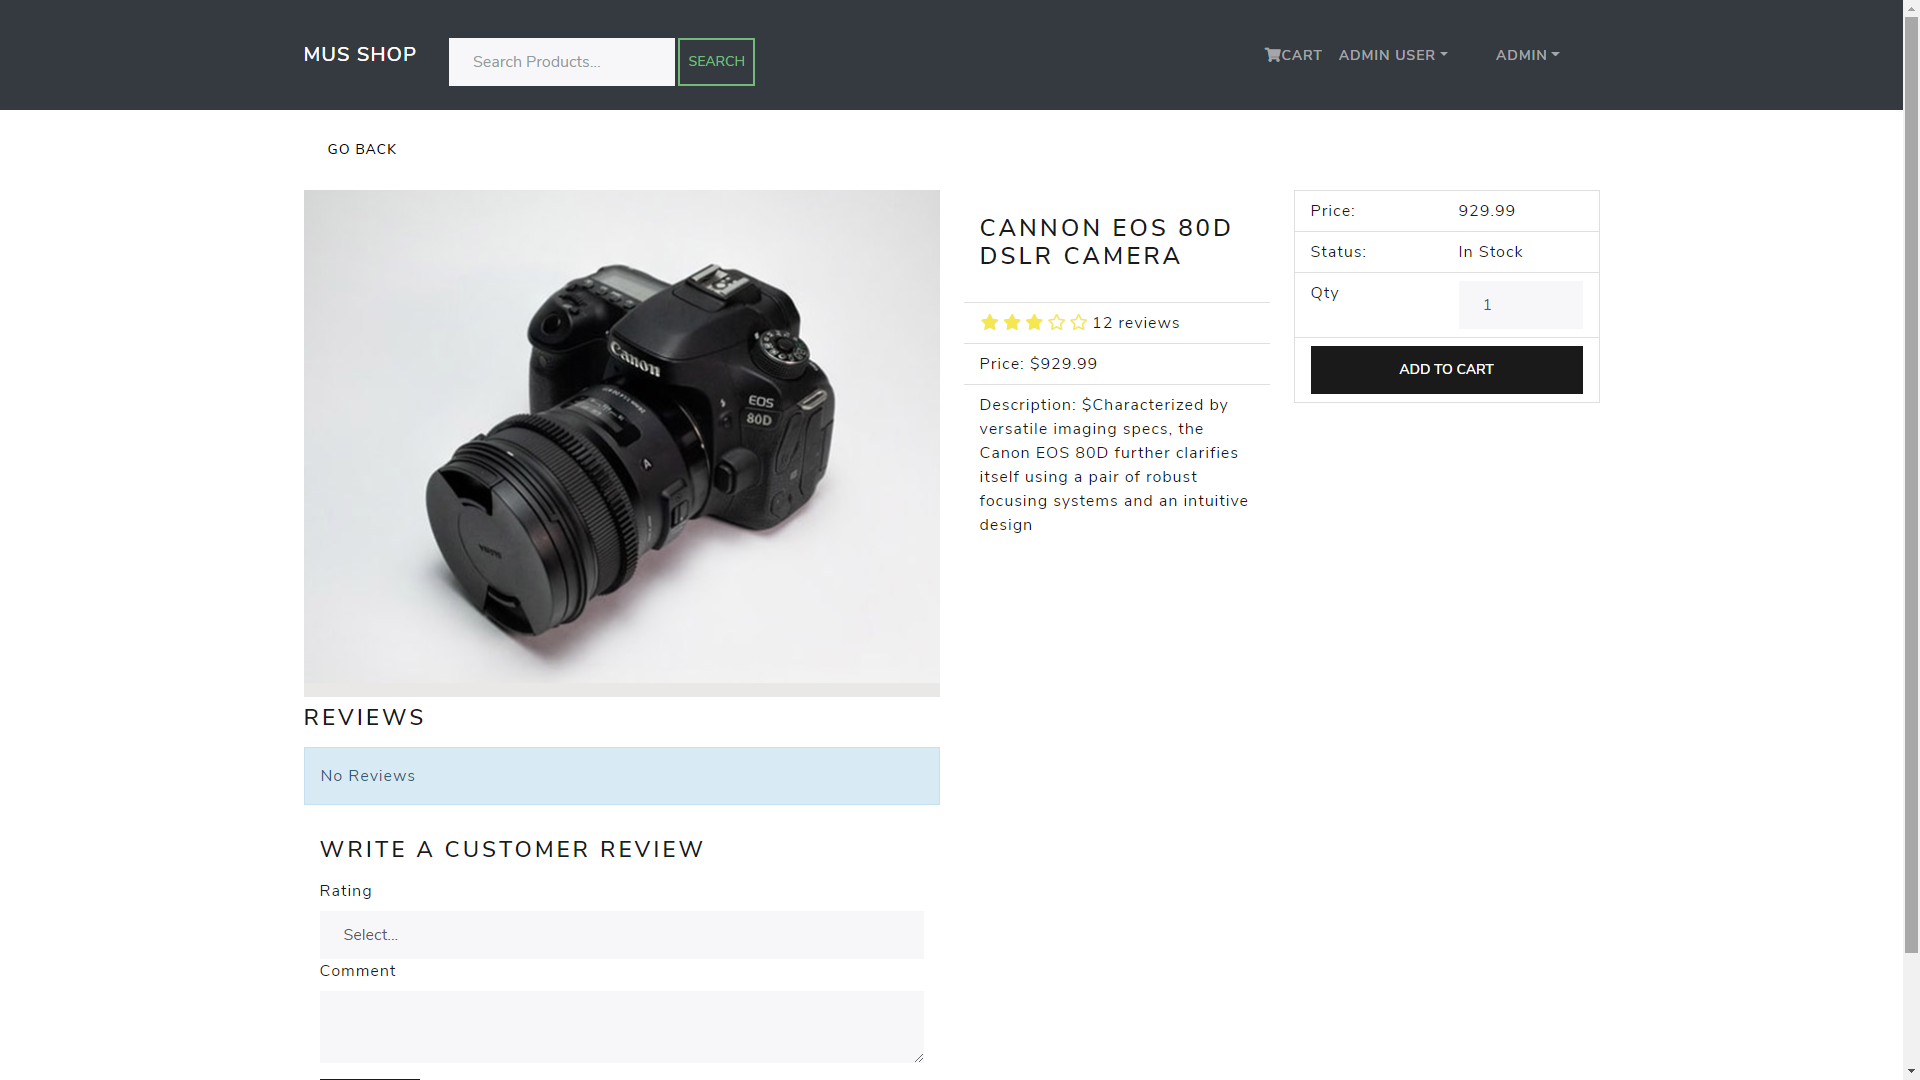 MUS SHOP
Search Products...
SEARCH
CART
ADMIN USER
ADMIN
GO BACK
Canon
EOS
80D
A
CANNON EOS 80D
DSLR CAMERA
12 reviews
Price: $929.99
Description: $Characterized by
versatile imaging specs, the
Canon EOS 80D further clarifies
itself using a pair of robust
focusing systems and an intuitive
design
Price: 929.99
Status: In Stock
Qty 1
ADD TO CART
REVIEWS
No Reviews
WRITE A CUSTOMER REVIEW
Rating
Select...
Comment